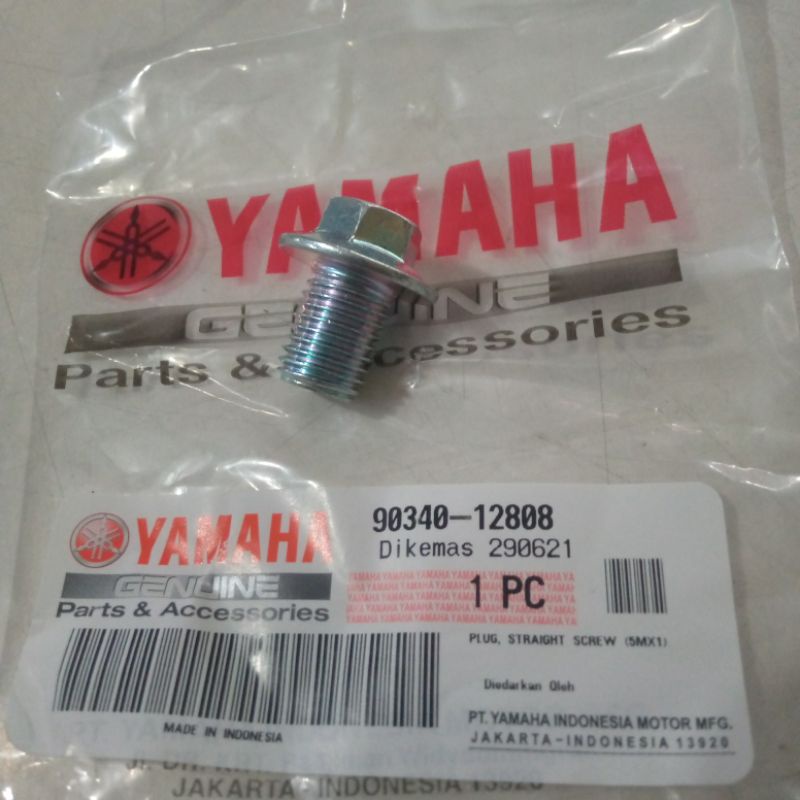 YAMAHA
GENUINE
Parts & Accessories
YAMAHA
GENUINE
Parts & Accessories
90340-12808
Dikemas 290621
1 PC
PLUG, STRAIGHT SCREW (5MX1)
Diedarkan Oleh
PT. YAMAHA INDONESIA MOTOR MFG.
JAKARTA-INDONESIA 13920
MADE IN INDONESIA
JAKARTA - INDONESIA 13920